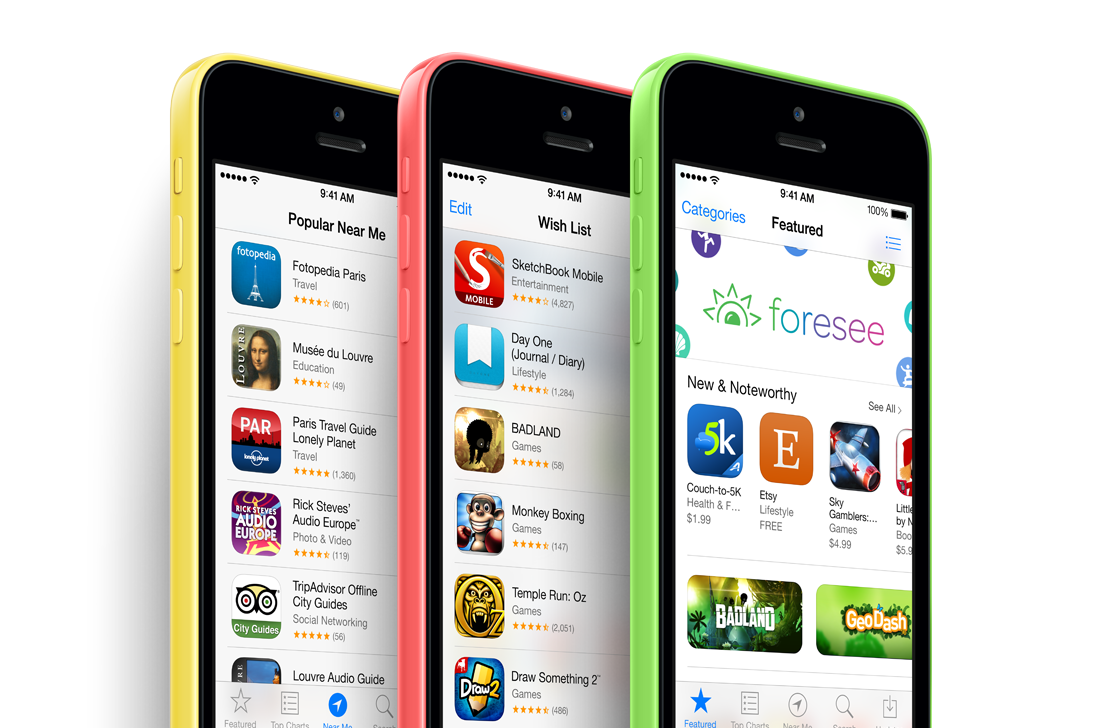 9:41 AM
Popular Near Me
fotopedia
Fotopedia Paris
Travel
(601)
LOUVRE
Musée du Louvre
Education
(49)
PAR
lonely planet
Paris Travel Guide
Lonely Planet
Travel
(1,360)
RICK STEVES'
AUDIO
EUROPE
Rick Steves'
Audio Europe™
Photo & Video
(119)
City Guides
TripAdvisor Offline
City Guides
Social Networking
(56)
Louvre Audio Guide
Featured
Top Charts
Near Me
Search
9:41 AM
Edit
Wish List
S
MOBILE
SketchBook Mobile
Entertainment
(4,827)
Day One
(Journal / Diary)
Lifestyle
(1,284)
BADLAND
Games
(58)
Monkey Boxing
Games
(147)
Oz
Temple Run: Oz
Games
(2,051)
Draw
2
Draw Something 2™
Games
(486)
9:41 AM
100%
Categories
Featured
foresee
New & Noteworthy
See All >
5k
Couch-to-5K
Health & F...
$1.99
E
Etsy
Lifestyle
FREE
Sky
Gamblers:...
Games
$4.99
Littl
by N
Boo
$5.9
BADLAND
GeoDash
Featured
Top Charts
Near Me
Search